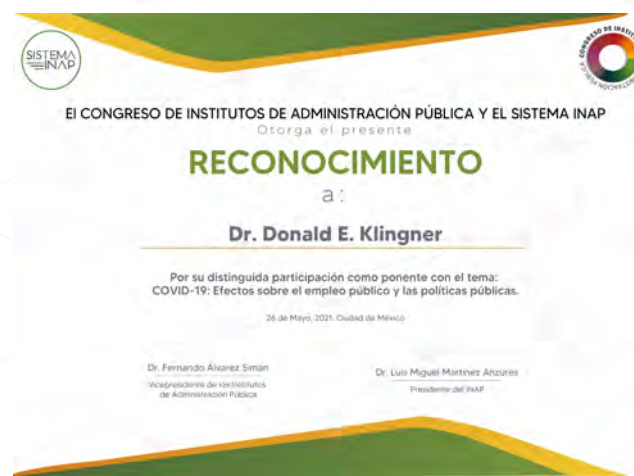 SISTEMA
INAP
CONGRESO DE INSTIT
El CONGRESO DE INSTITUTOS DE ADMINISTRACIÓN PÚBLICA Y EL SISTEMA INAP
Otorga el presente
RECONOCIMIENTO
a:
Dr. Donald E. Klingner
Por su distinguida participación como ponente con el tema:
COVID-19: Efectos sobre el empleo público y las políticas públicas.
26 de Mayo, 2021. Ciudad de México
Dr. Fernando Álvarez Simán
Vicepresidente de los Institutos
de Administración Pública
Dr. Luis Miguel Martínez Anzures
Presidente del INAP